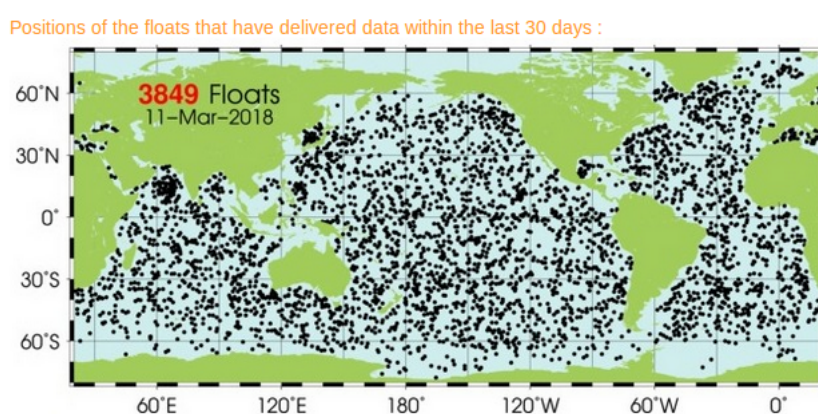 Positions of the floats that have delivered data within the last 30 days :
3849 Floats
11-Mar-2018
60˚N
30˚N
0˚
30˚S
60˚S
60˚E 120˚E 180˚ 120˚W 60˚W 0˚